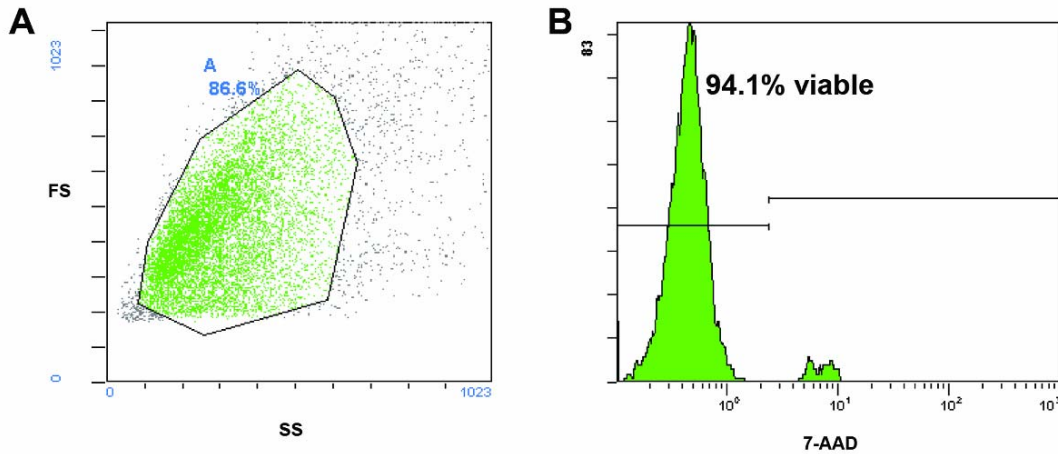 A
1023
A
86.6%
FS
0
0
1023
SS
B
83
94.1% viable
10⁰
10¹
10²
10³
7-AAD